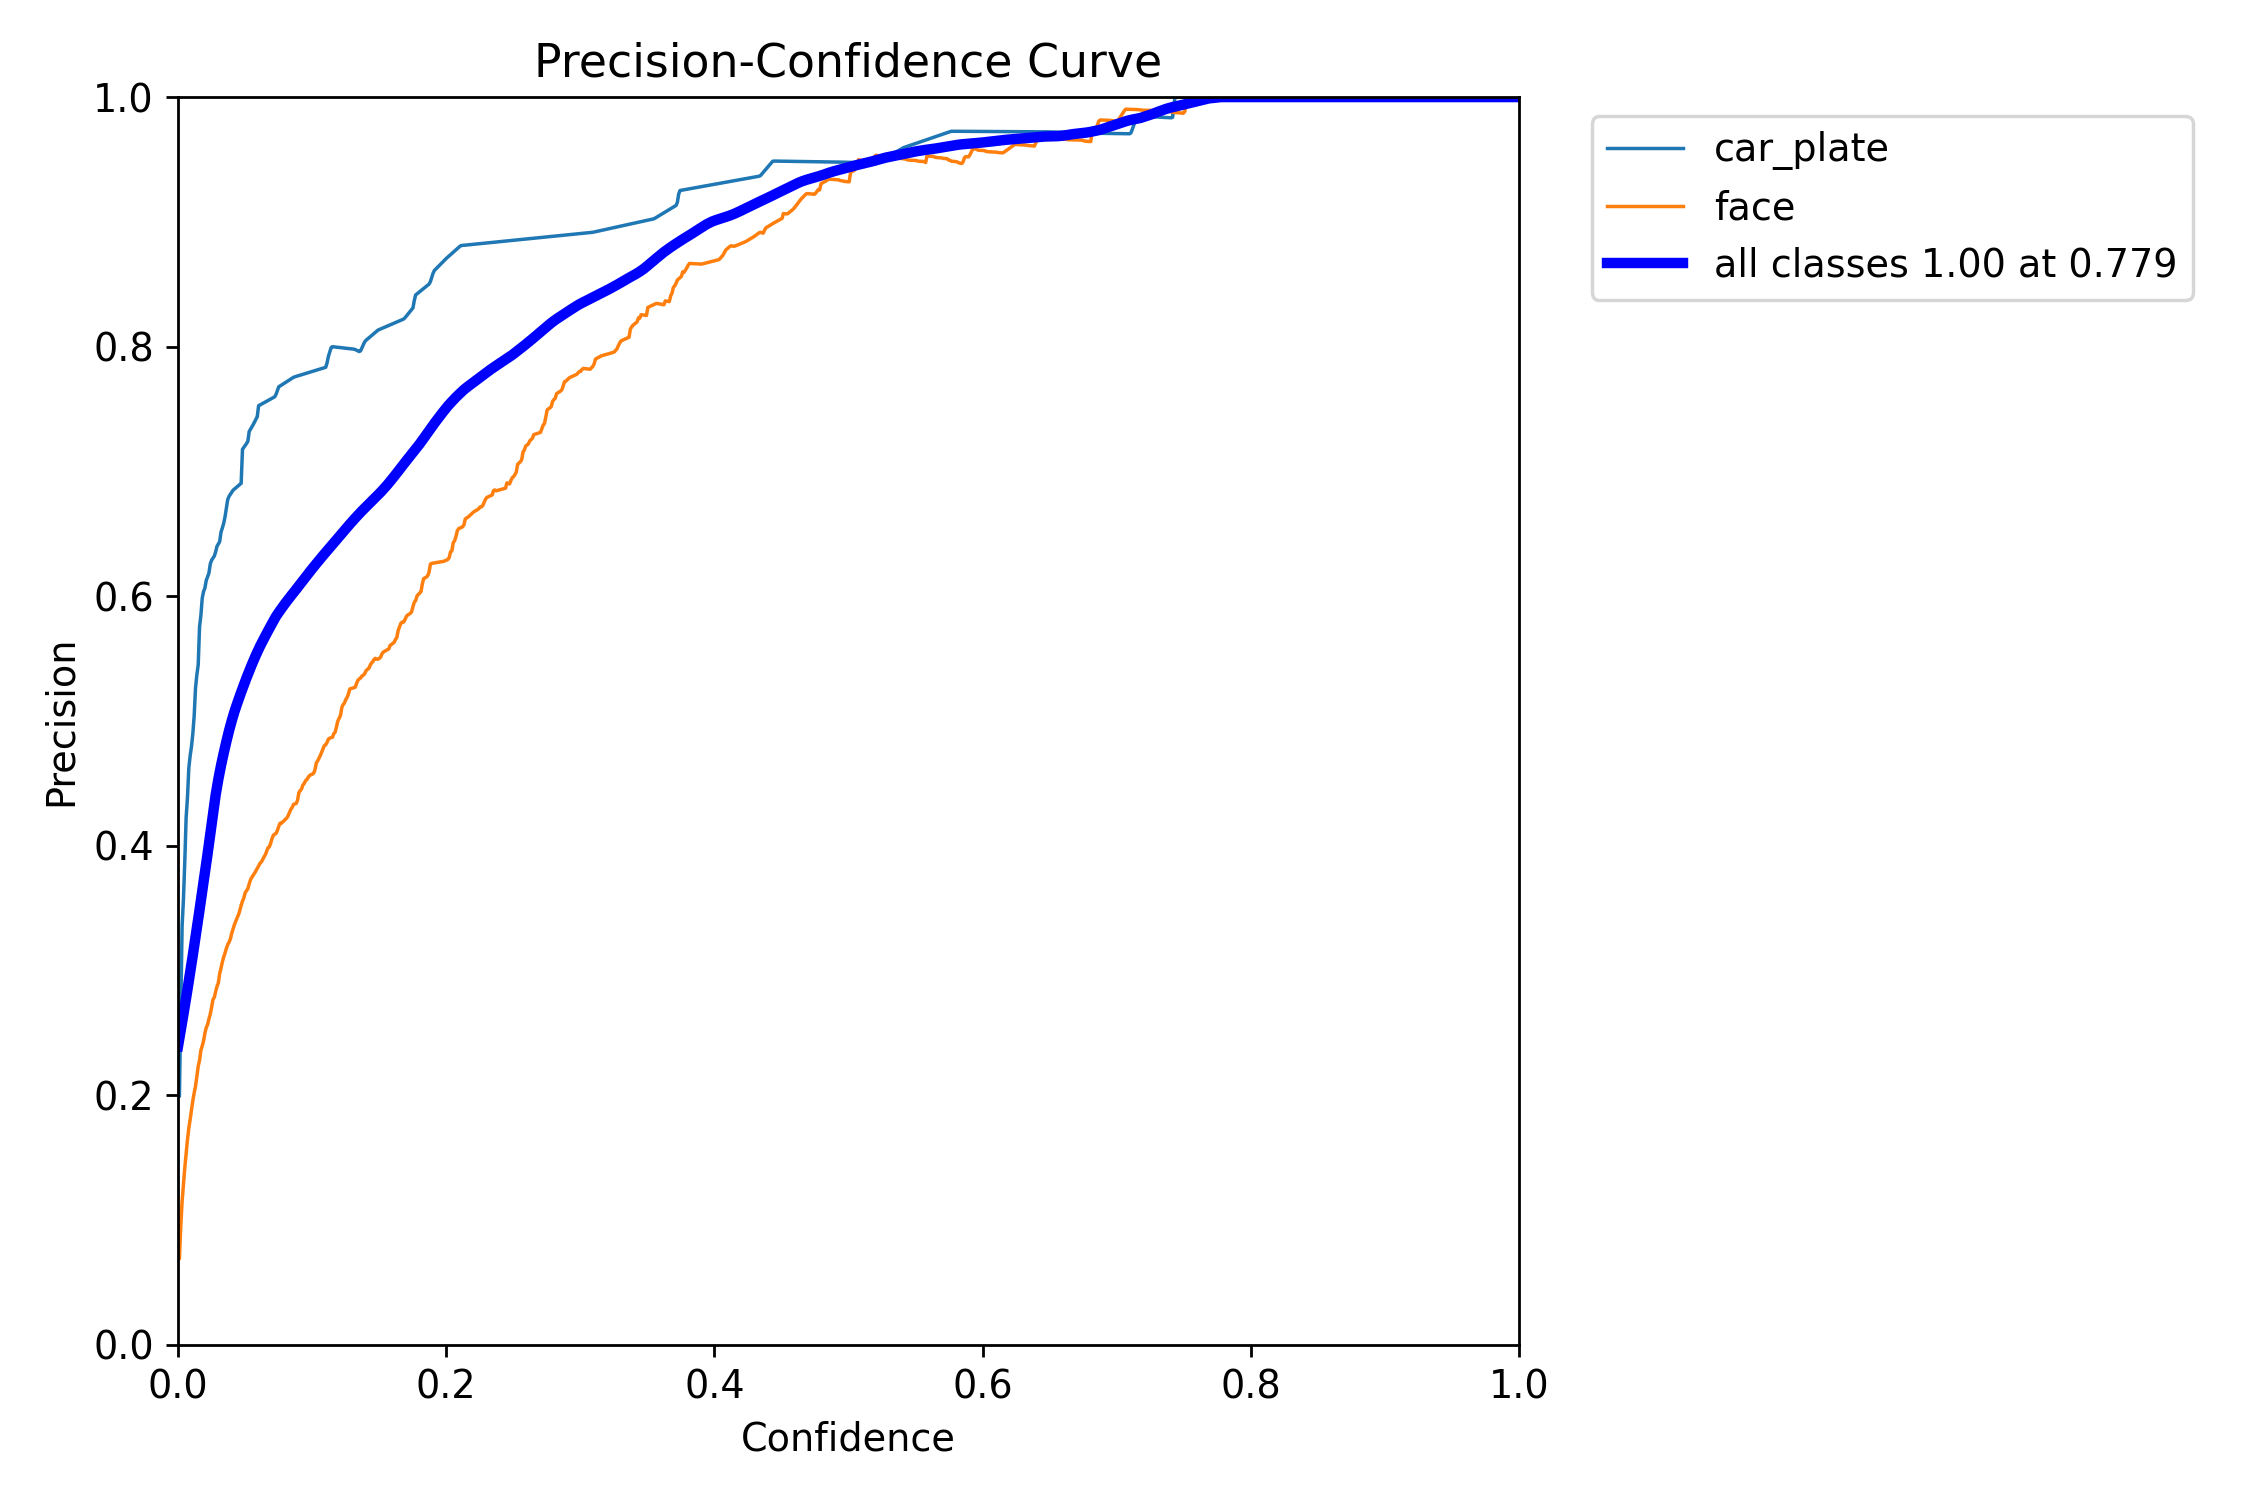 Precision-Confidence Curve
1.0
0.8
0.6
0.4
0.2
0.0
Precision
0.0 0.2 0.4 0.6 0.8 1.0
Confidence
car_plate
face
all classes 1.00 at 0.779